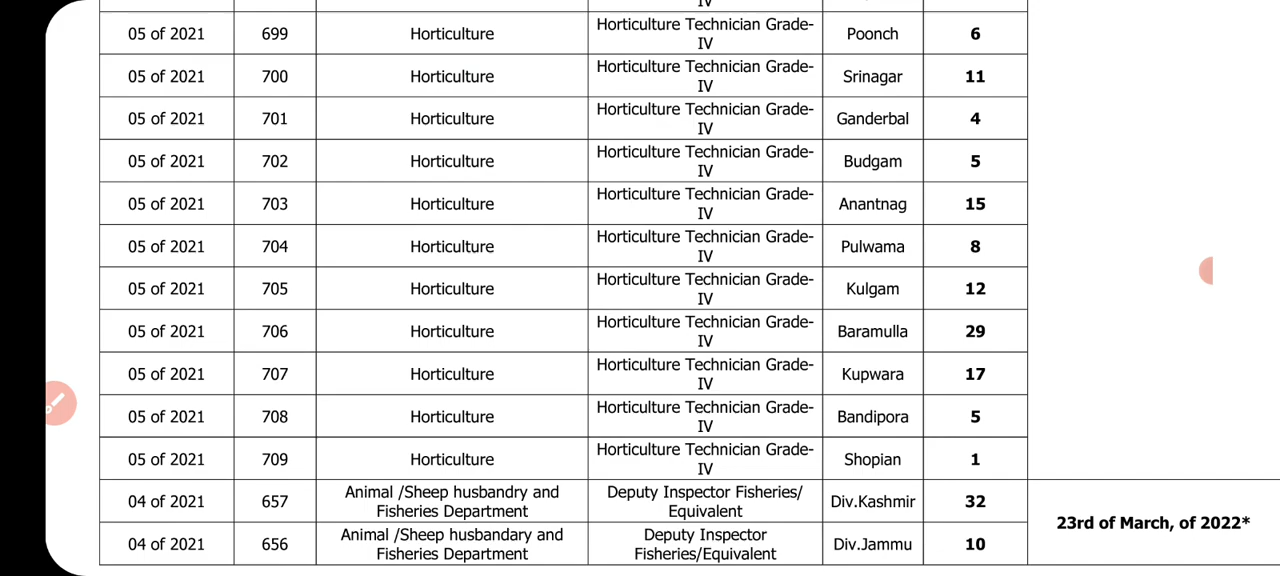 IV
05 of 2021 699 Horticulture Horticulture Technician Grade-
IV Poonch 6
05 of 2021 700 Horticulture Horticulture Technician Grade-
IV Srinagar 11
05 of 2021 701 Horticulture Horticulture Technician Grade-
IV Ganderbal 4
05 of 2021 702 Horticulture Horticulture Technician Grade-
IV Budgam 5
05 of 2021 703 Horticulture Horticulture Technician Grade-
IV Anantnag 15
05 of 2021 704 Horticulture Horticulture Technician Grade-
IV Pulwama 8
05 of 2021 705 Horticulture Horticulture Technician Grade-
IV Kulgam 12
05 of 2021 706 Horticulture Horticulture Technician Grade-
IV Baramulla 29
05 of 2021 707 Horticulture Horticulture Technician Grade-
IV Kupwara 17
05 of 2021 708 Horticulture Horticulture Technician Grade-
IV Bandipora 5
05 of 2021 709 Horticulture Horticulture Technician Grade-
IV Shopian 1
04 of 2021 657 Animal /Sheep husbandry and
Fisheries Department Deputy Inspector Fisheries/
Equivalent Div.Kashmir 32
23rd of March, of 2022*
04 of 2021 656 Animal /Sheep husbandary and
Fisheries Department Deputy Inspector
Fisheries/Equivalent Div.Jammu 10